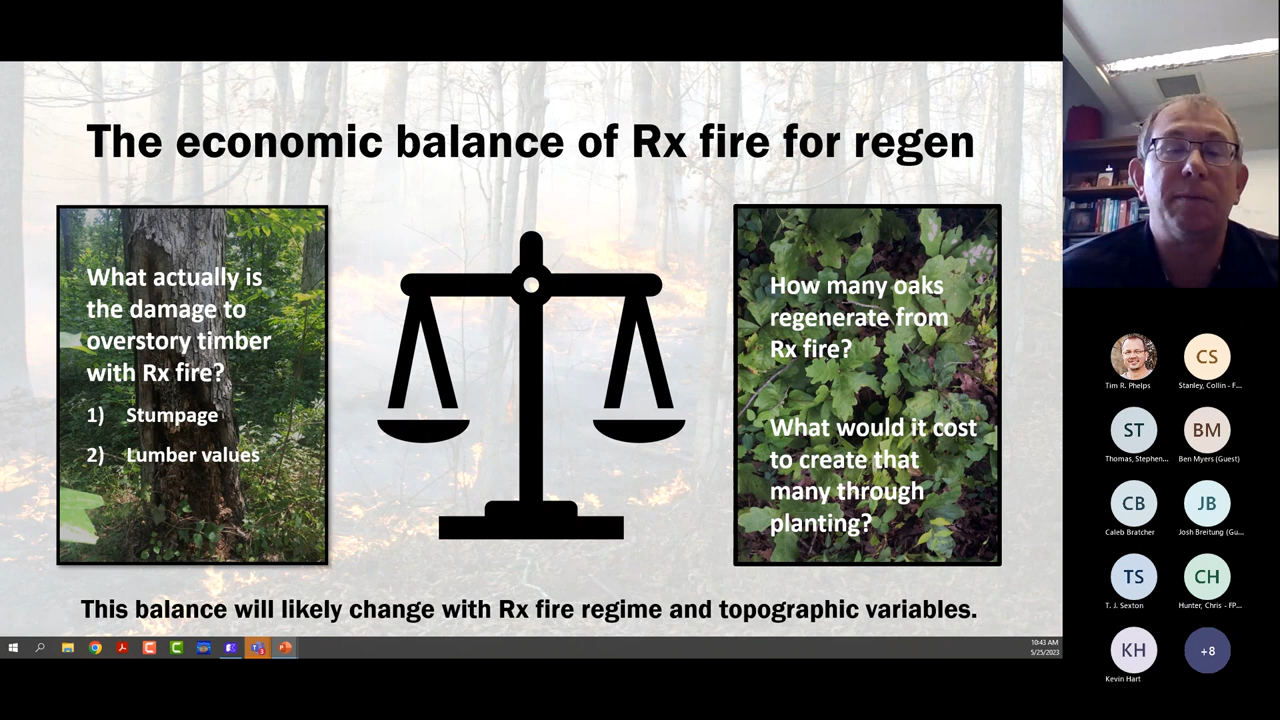 The economic balance of Rx fire for regen
What actually is
the damage to
overstory timber
with Rx fire?
1) Stumpage
2) Lumber values
How many oaks
regenerate from
Rx fire?
What would it cost
to create that
many through
planting?
This balance will likely change with Rx fire regime and topographic variables.
10:43 AM
5/25/2023
Tim R. Phelps
CS
Stanley, Collin - F...
ST
Thomas, Stephen...
BM
Ben Myers (Guest)
CB
Caleb Bratcher
JB
Josh Breitung (Gu...
TS
T. J. Sexton
CH
Hunter, Chris - FP...
KH
Kevin Hart
+8